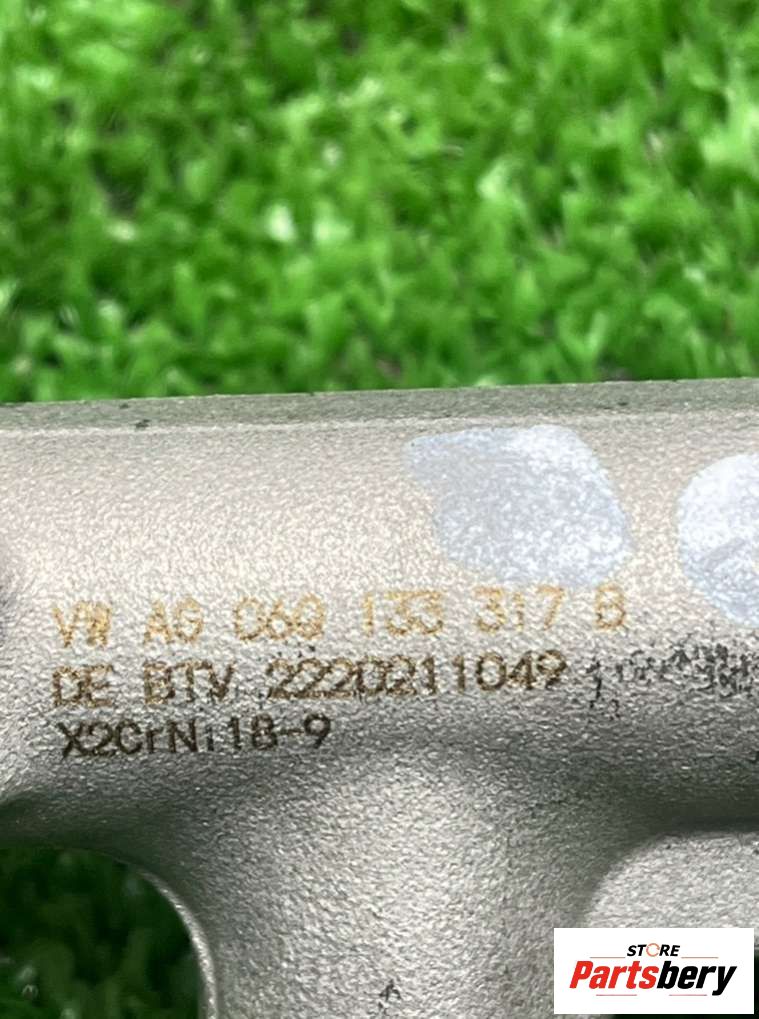 VW AG 06Q 133 317 B
DE BTV 2220211049
X2CrNi18-9
STORE
Partsbery